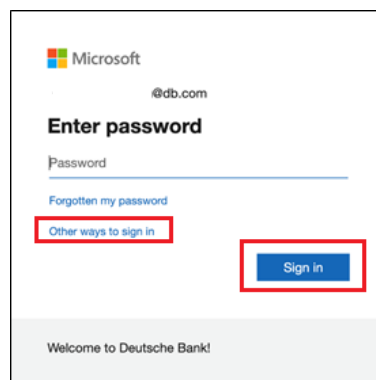 Microsoft
@db.com
Enter password
Password
Forgotten my password
Other ways to sign in
Sign in
Welcome to Deutsche Bank!